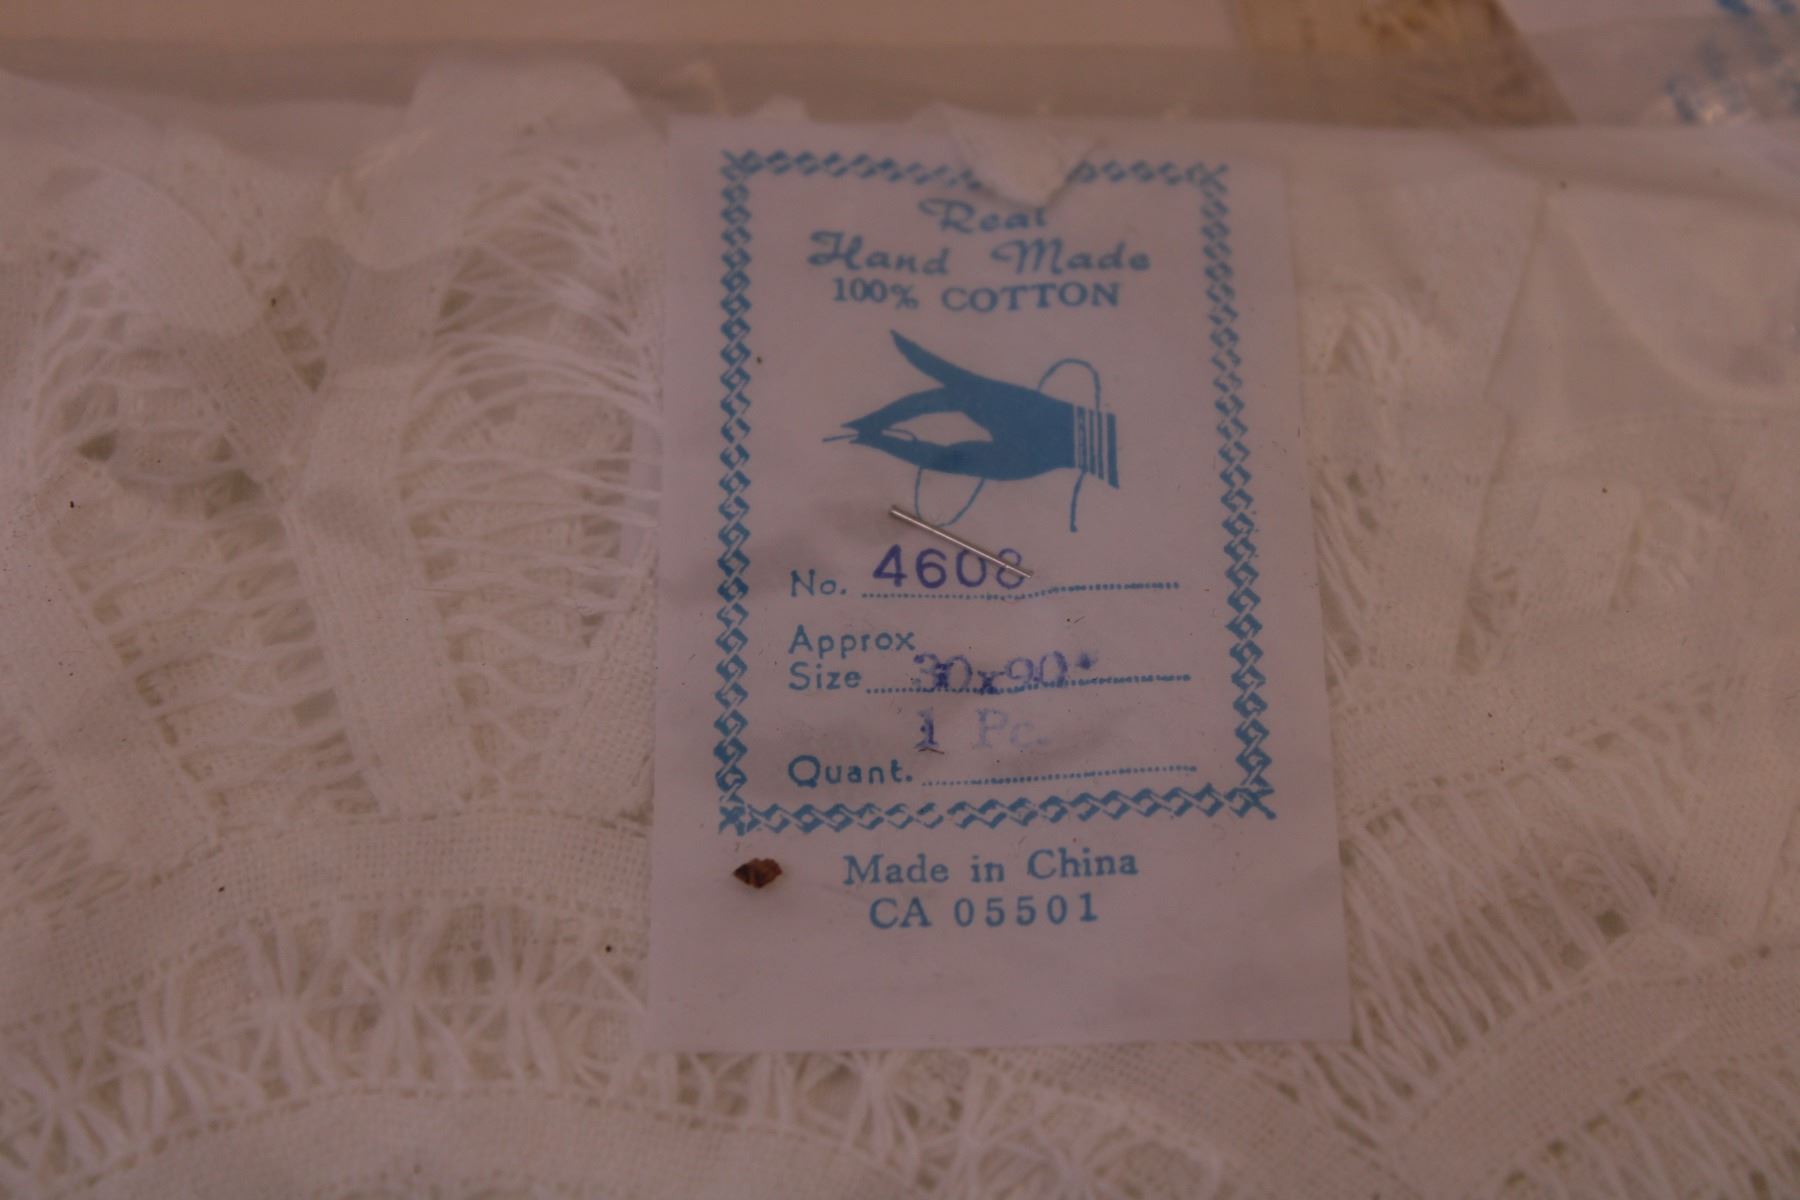 Real
Hand Made
100% COTTON
No. 4608
Approx
Size 30x90"
1 Pc.
Quant.
Made in China
CA 05501